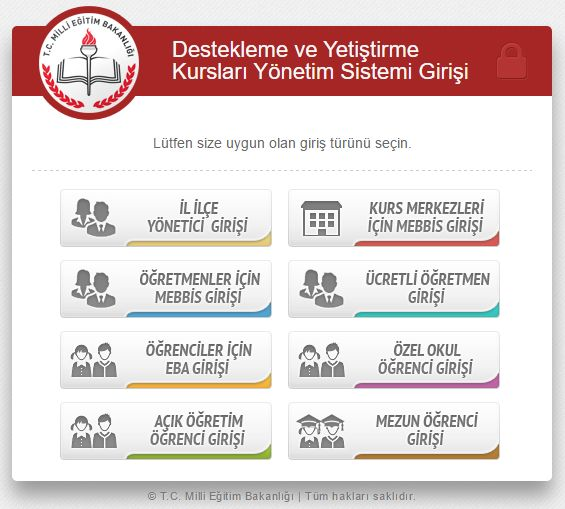 T.C. MİLLİ EĞİTİM BAKANLIĞI
Destekleme ve Yetiştirme
Kursları Yönetim Sistemi Girişi
Lütfen size uygun olan giriş türünü seçin.
İL İLÇE
YÖNETİCİ GİRİŞİ
KURS MERKEZLERİ
İÇİN MEBBİS GİRİŞİ
ÖĞRETMENLER İÇİN
MEBBİS GİRİŞİ
ÜCRETLİ ÖĞRETMEN
GİRİŞİ
ÖĞRENCİLER İÇİN
EBA GİRİŞİ
ÖZEL OKUL
ÖĞRENCİ GİRİŞİ
AÇIK ÖĞRETİM
ÖĞRENCİ GİRİŞİ
MEZUN ÖĞRENCİ
GİRİŞİ
© T.C. Milli Eğitim Bakanlığı | Tüm hakları saklıdır.